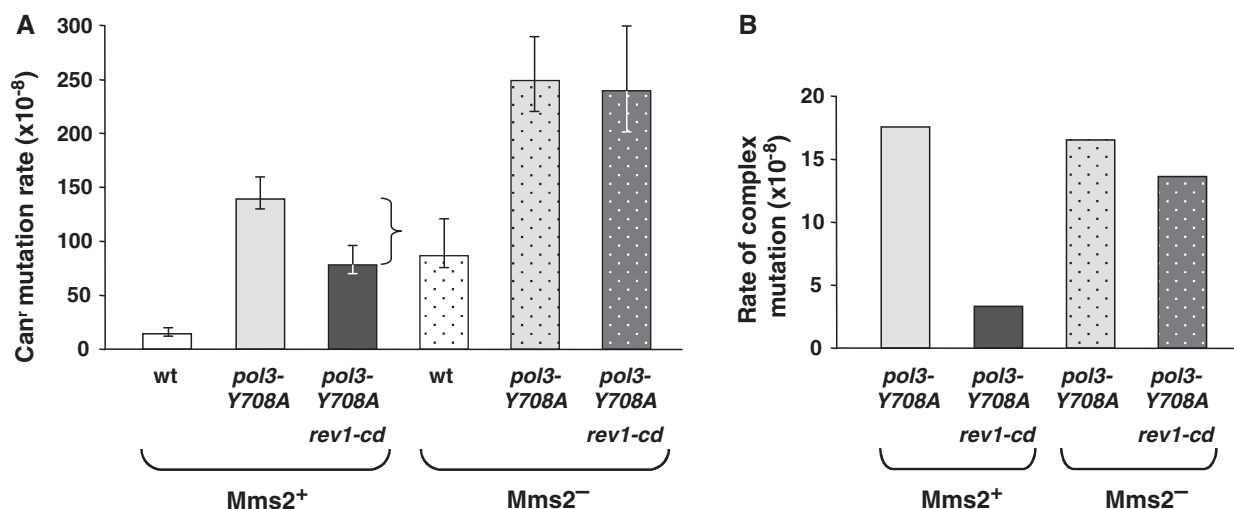 A
Canʳ mutation rate (x10⁻⁸)
300
250
200
150
100
50
0
wt
pol3-
Y708A
pol3-
Y708A
rev1-cd
wt
pol3-
Y708A
pol3-
Y708A
rev1-cd
Mms2⁺
Mms2⁻
B
Rate of complex
mutation (x10⁻⁸)
20
15
10
5
0
pol3-
Y708A
pol3-
Y708A
rev1-cd
pol3-
Y708A
pol3-
Y708A
rev1-cd
Mms2⁺
Mms2⁻